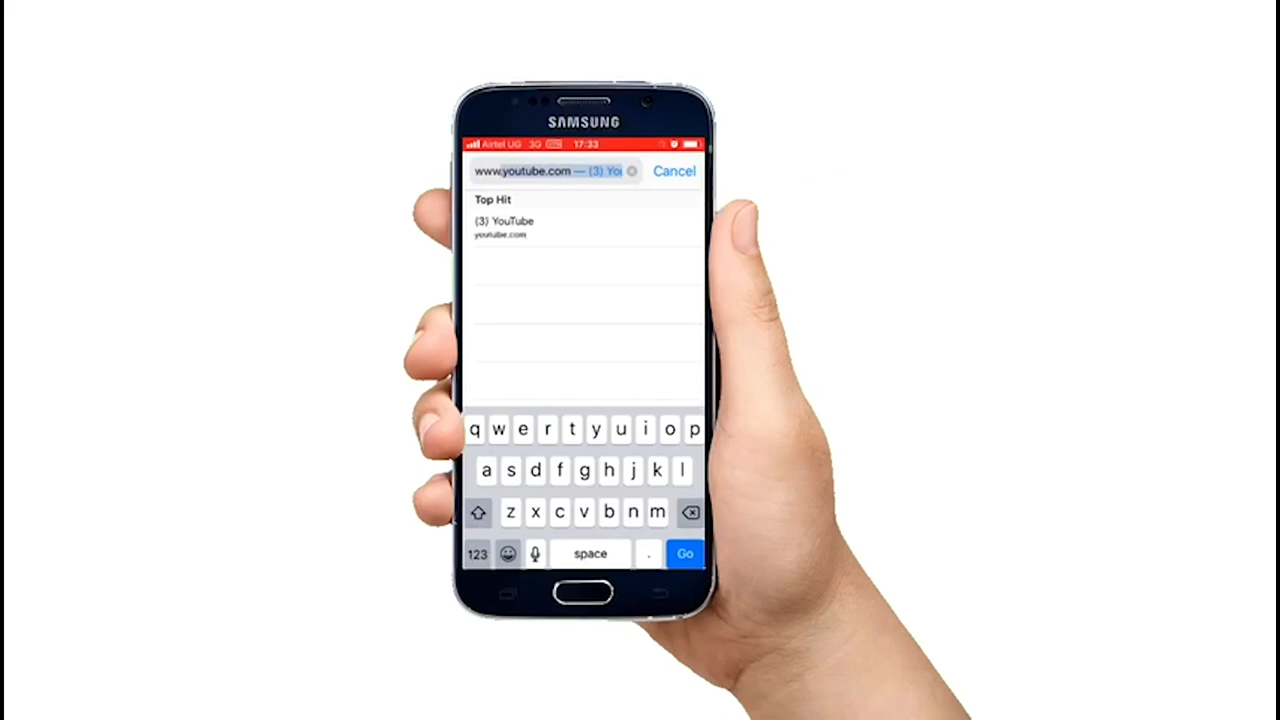 SAMSUNG
Airtel UG 3G VPN 17:33
www.youtube.com — (3) You
Cancel
Top Hit
(3) YouTube
youtube.com
q w e r t y u i o p
a s d f g h j k l
z x c v b n m
123 space . Go